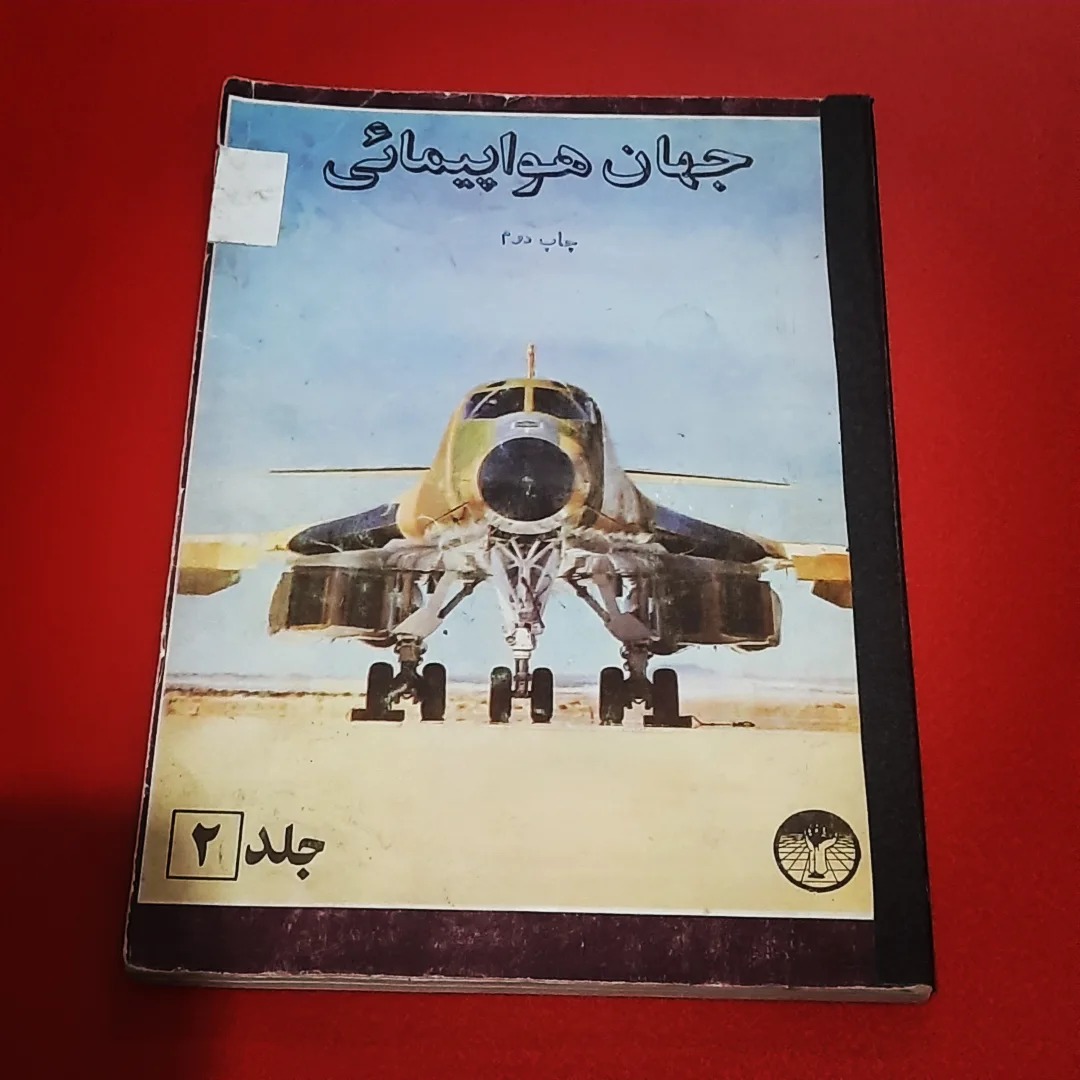 جهان هواپیمائی
چاپ دوم
جلد ۲